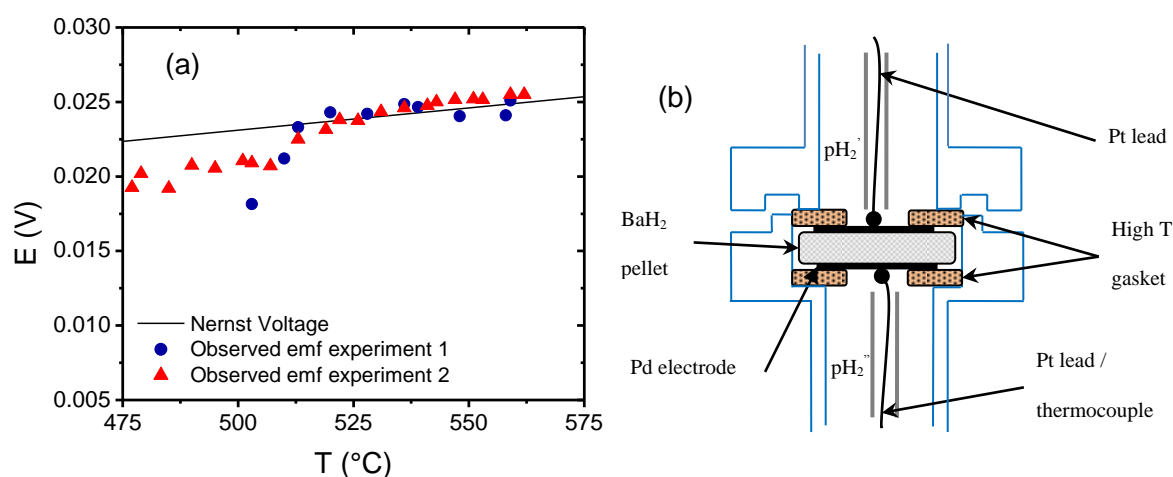 (a)
0.030
0.025
0.020
0.015
0.010
0.005
E (V)
475
500
525
550
575
T (°C)
Nernst Voltage
Observed emf experiment 1
Observed emf experiment 2
(b)
pH₂'
Pt lead
BaH₂
pellet
High T
gasket
Pd electrode
pH₂"
Pt lead /
thermocouple